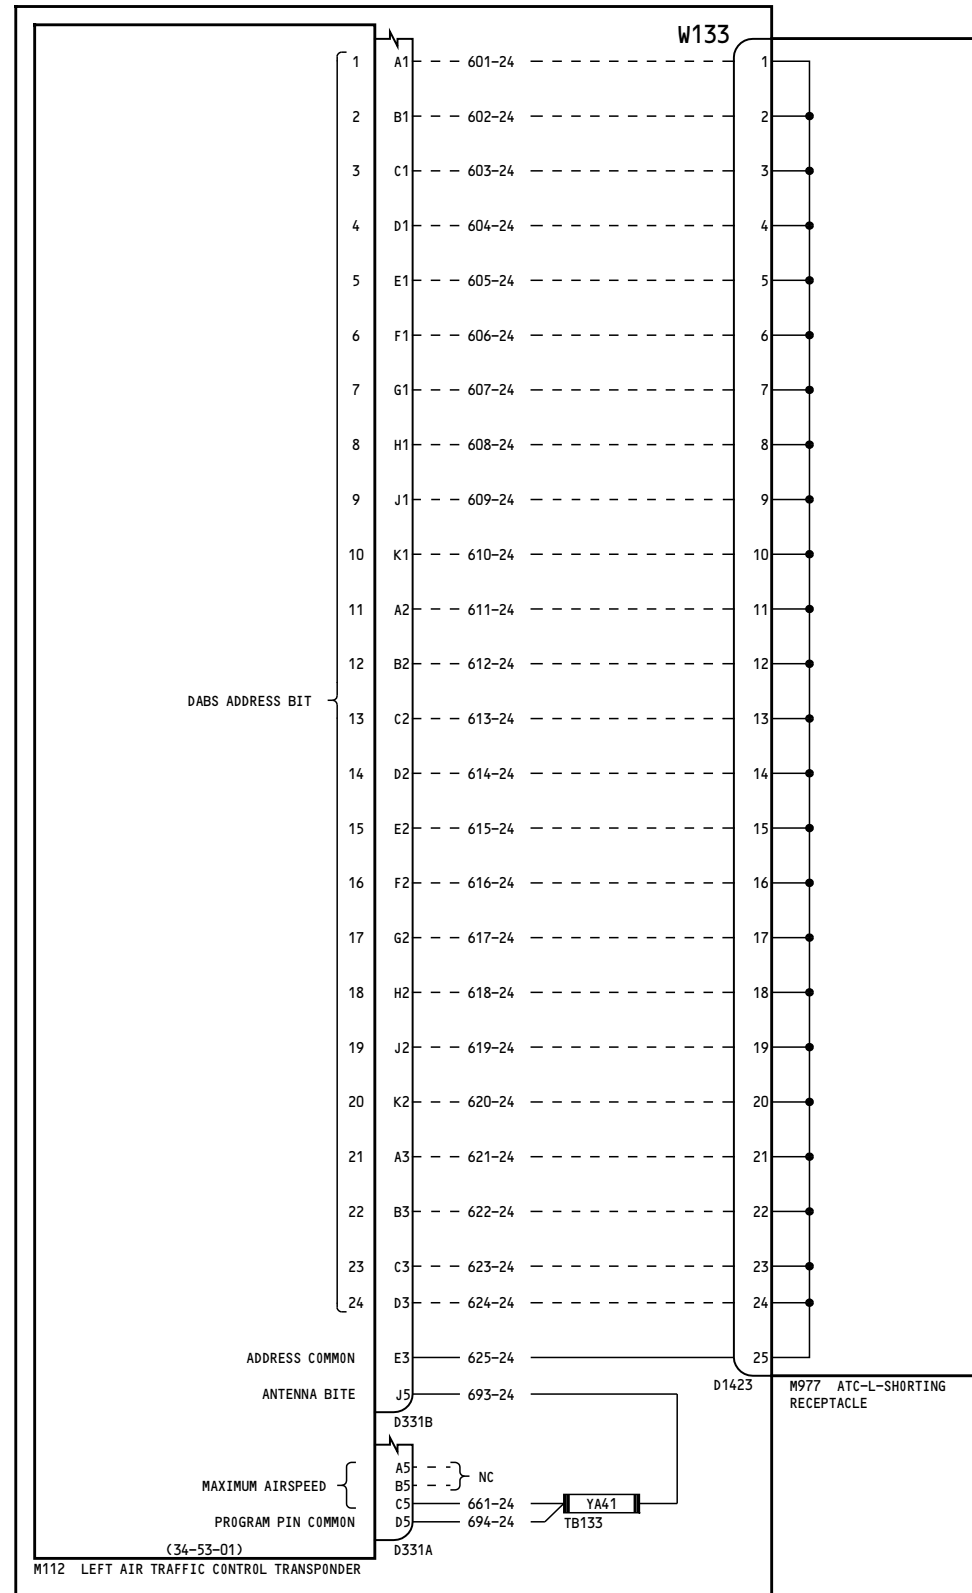 W133
1 A1 601-24 1
2 B1 602-24 2
3 C1 603-24 3
4 D1 604-24 4
5 E1 605-24 5
6 F1 606-24 6
7 G1 607-24 7
8 H1 608-24 8
9 J1 609-24 9
10 K1 610-24 10
11 A2 611-24 11
12 B2 612-24 12
DABS ADDRESS BIT
13 C2 613-24 13
14 D2 614-24 14
15 E2 615-24 15
16 F2 616-24 16
17 G2 617-24 17
18 H2 618-24 18
19 J2 619-24 19
20 K2 620-24 20
21 A3 621-24 21
22 B3 622-24 22
23 C3 623-24 23
24 D3 624-24 24
ADDRESS COMMON E3 625-24 25
D1423 M977 ATC-L-SHORTING
RECEPTACLE
ANTENNA BITE J5 693-24
D331B
A5
NC
MAXIMUM AIRSPEED B5
C5 661-24 YA41
PROGRAM PIN COMMON D5 694-24 TB133
(34-53-01) D331A
M112 LEFT AIR TRAFFIC CONTROL TRANSPONDER